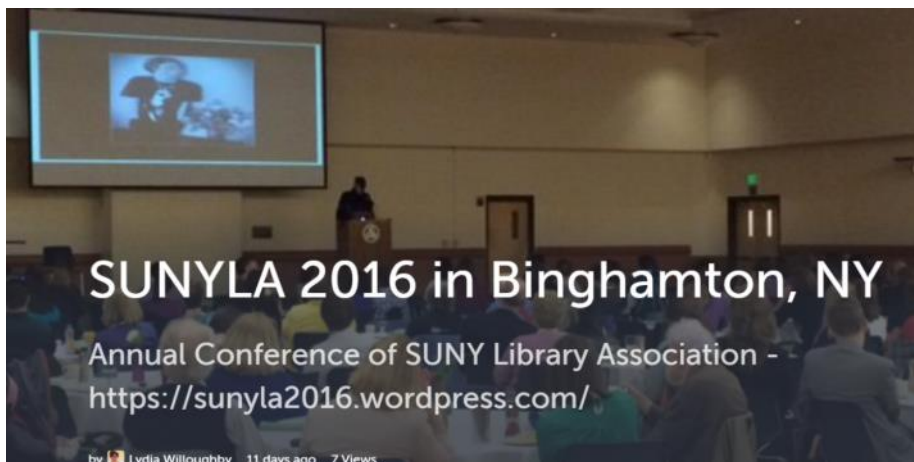 SUNYLA 2016 in Binghamton, NY
Annual Conference of SUNY Library Association -
https://sunyla2016.wordpress.com/
by Lydia Willoughby 11 days ago 7 Views